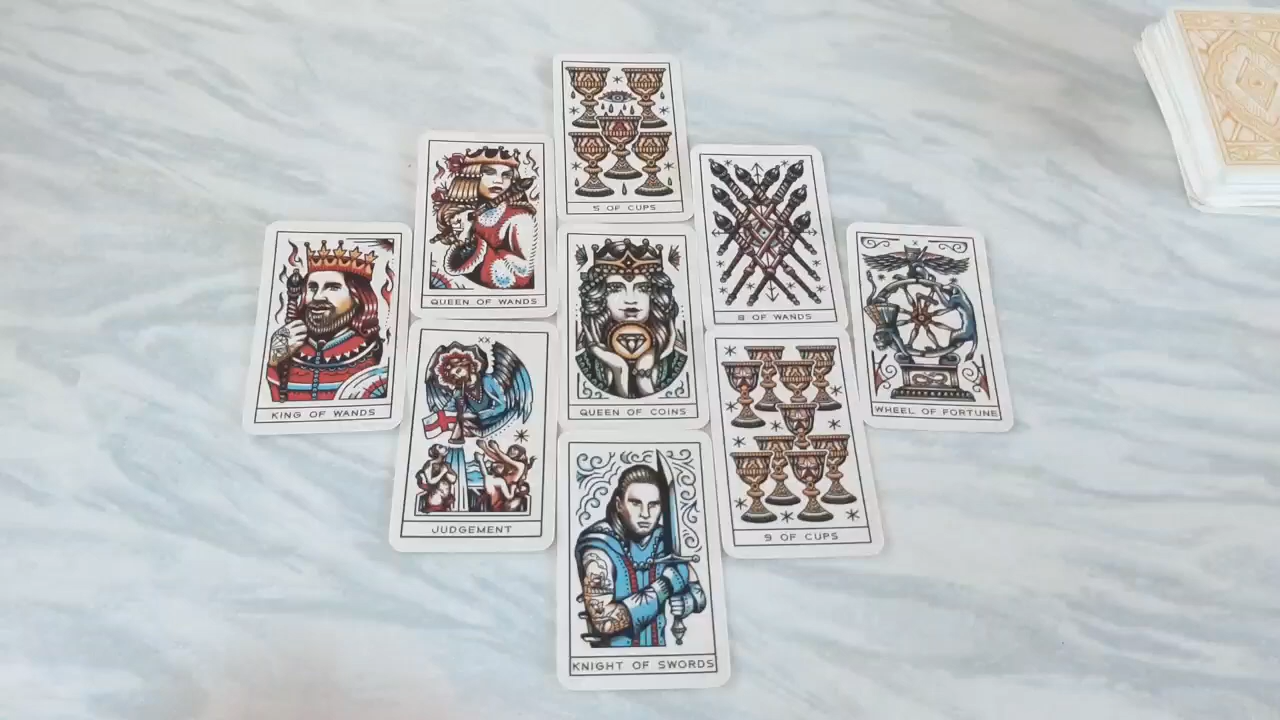 5 OF CUPS
QUEEN OF WANDS
8 OF WANDS
KING OF WANDS
QUEEN OF COINS
X
WHEEL OF FORTUNE
XX
JUDGEMENT
9 OF CUPS
KNIGHT OF SWORDS